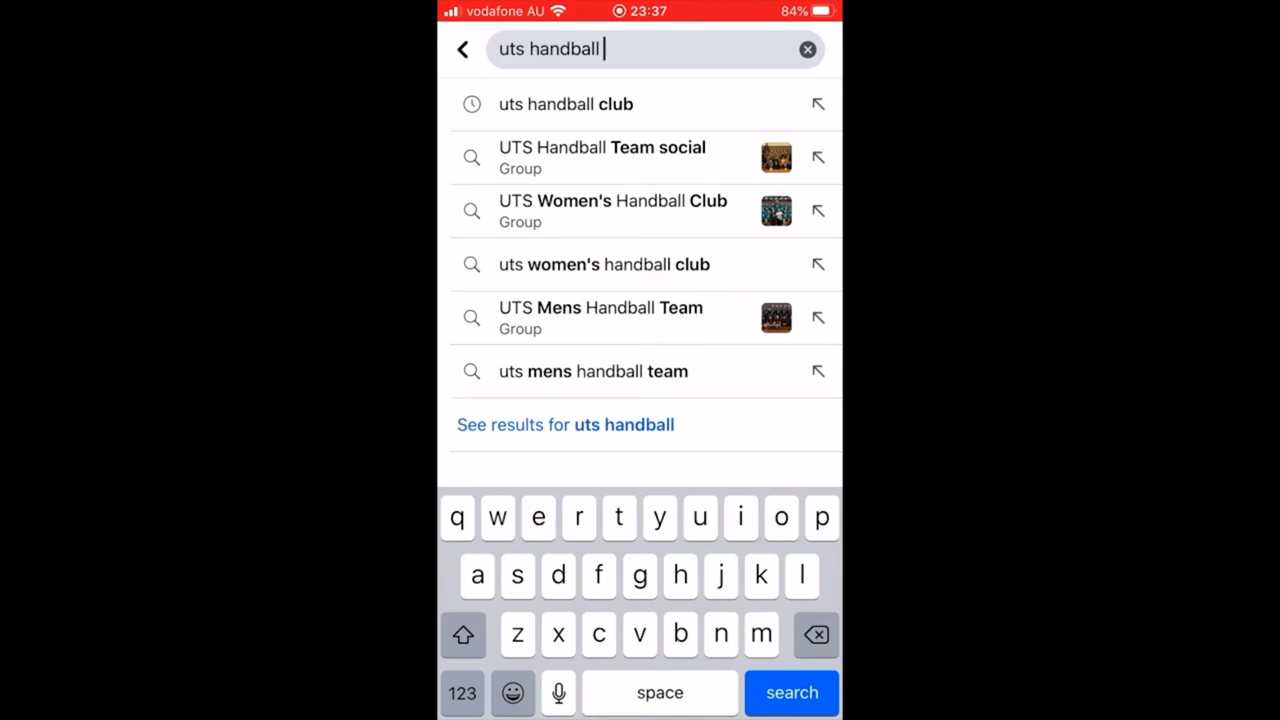 vodafone AU 23:37 84%
uts handball
uts handball club
UTS Handball Team social
Group
UTS Women's Handball Club
Group
uts women's handball club
UTS Mens Handball Team
Group
uts mens handball team
See results for uts handball
q w e r t y u i o p
a s d f g h j k l
z x c v b n m
123 space search